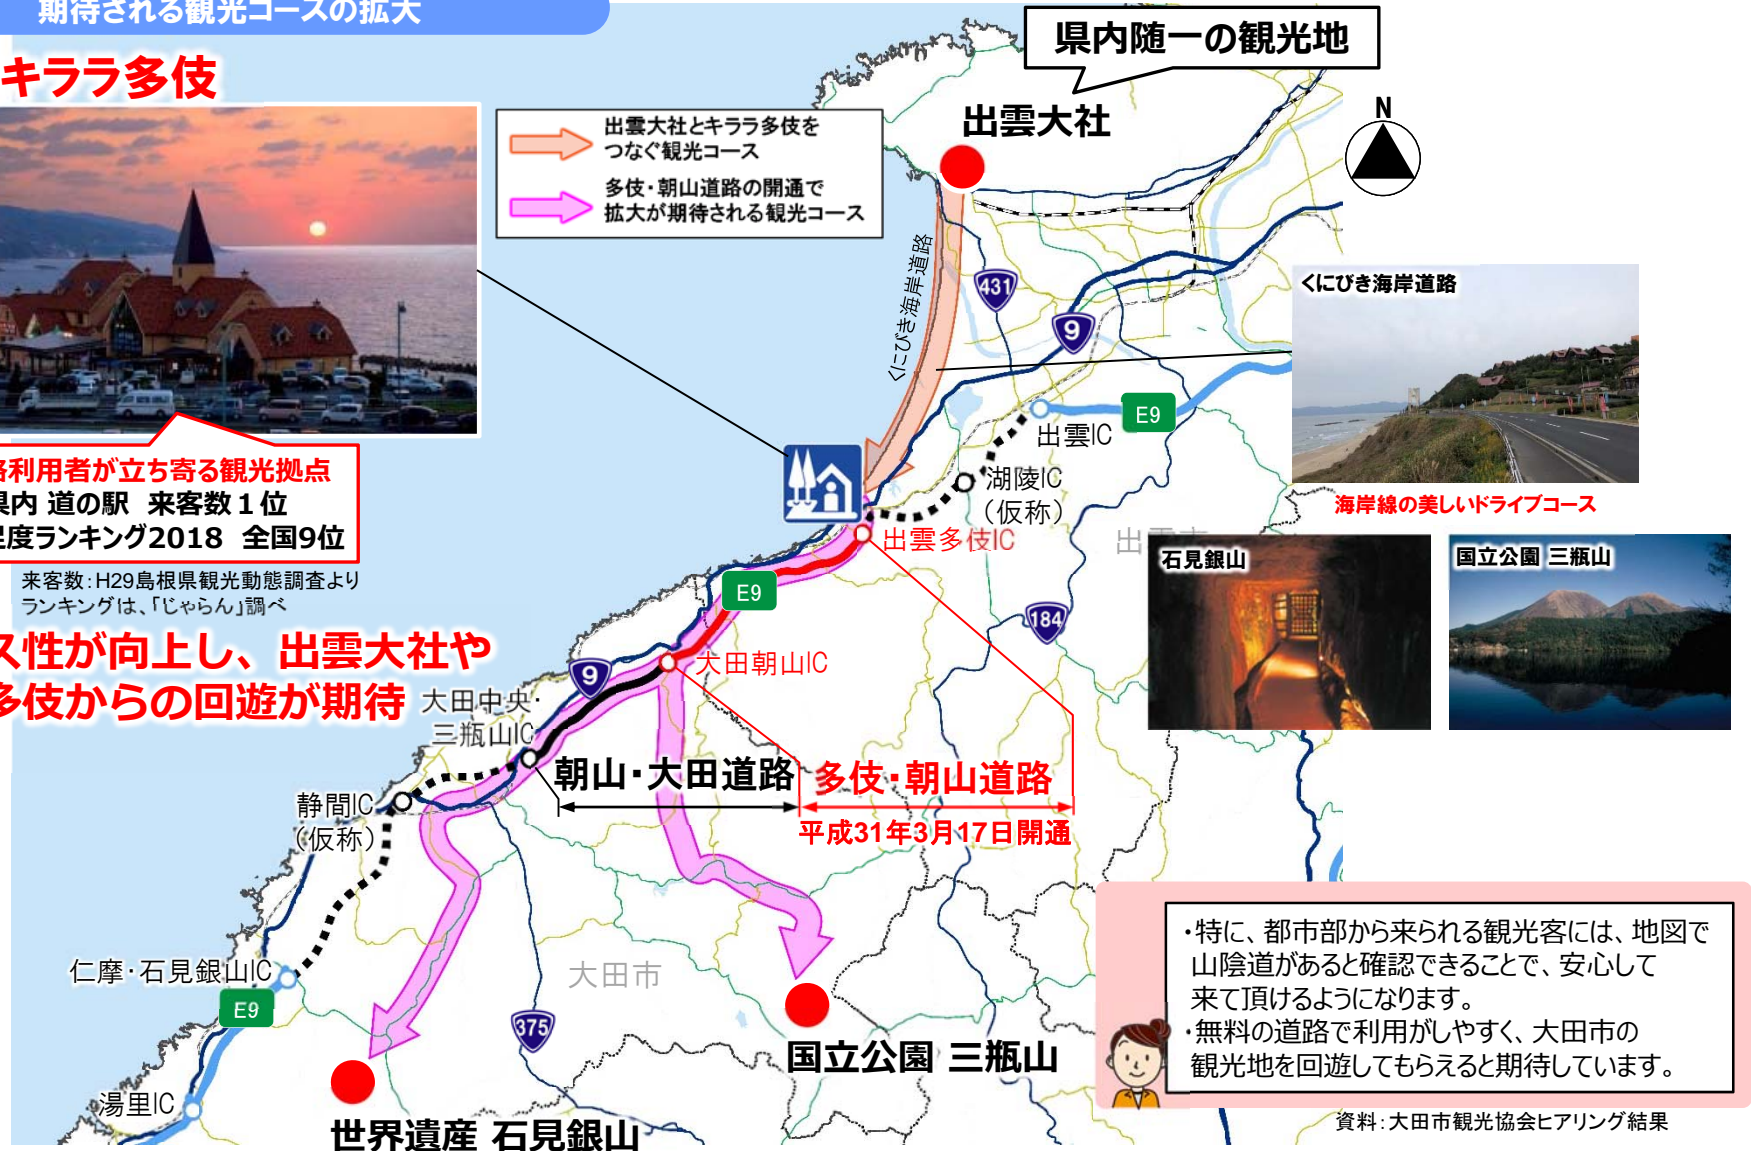 期待される観光コースの拡大
キララ多伎
県内随一の観光地
出雲大社
N
出雲大社とキララ多伎を
つなぐ観光コース
多伎・朝山道路の開通で
拡大が期待される観光コース
くにびき海岸道路
431
9
くにびき海岸道路
海岸線の美しいドライブコース
E9
出雲IC
湖陵IC
(仮称)
出雲多伎IC
利用者が立ち寄る観光拠点
県内 道の駅 来客数1位
度ランキング2018 全国9位
来客数:H29島根県観光動態調査より
ランキングは、「じゃらん」調べ
ス性が向上し、出雲大社や
多伎からの回遊が期待
E9
184
石見銀山
国立公園 三瓶山
大田朝山IC
9
大田中央・
三瓶山IC
朝山・大田道路
多伎・朝山道路
平成31年3月17日開通
静間IC
(仮称)
仁摩・石見銀山IC
E9
大田市
375
国立公園 三瓶山
湯里IC
世界遺産 石見銀山
・特に、都市部から来られる観光客には、地図で
山陰道があると確認できることで、安心して
来て頂けるようになります。
・無料の道路で利用がしやすく、大田市の
観光地を回遊してもらえると期待しています。
資料:大田市観光協会ヒアリング結果